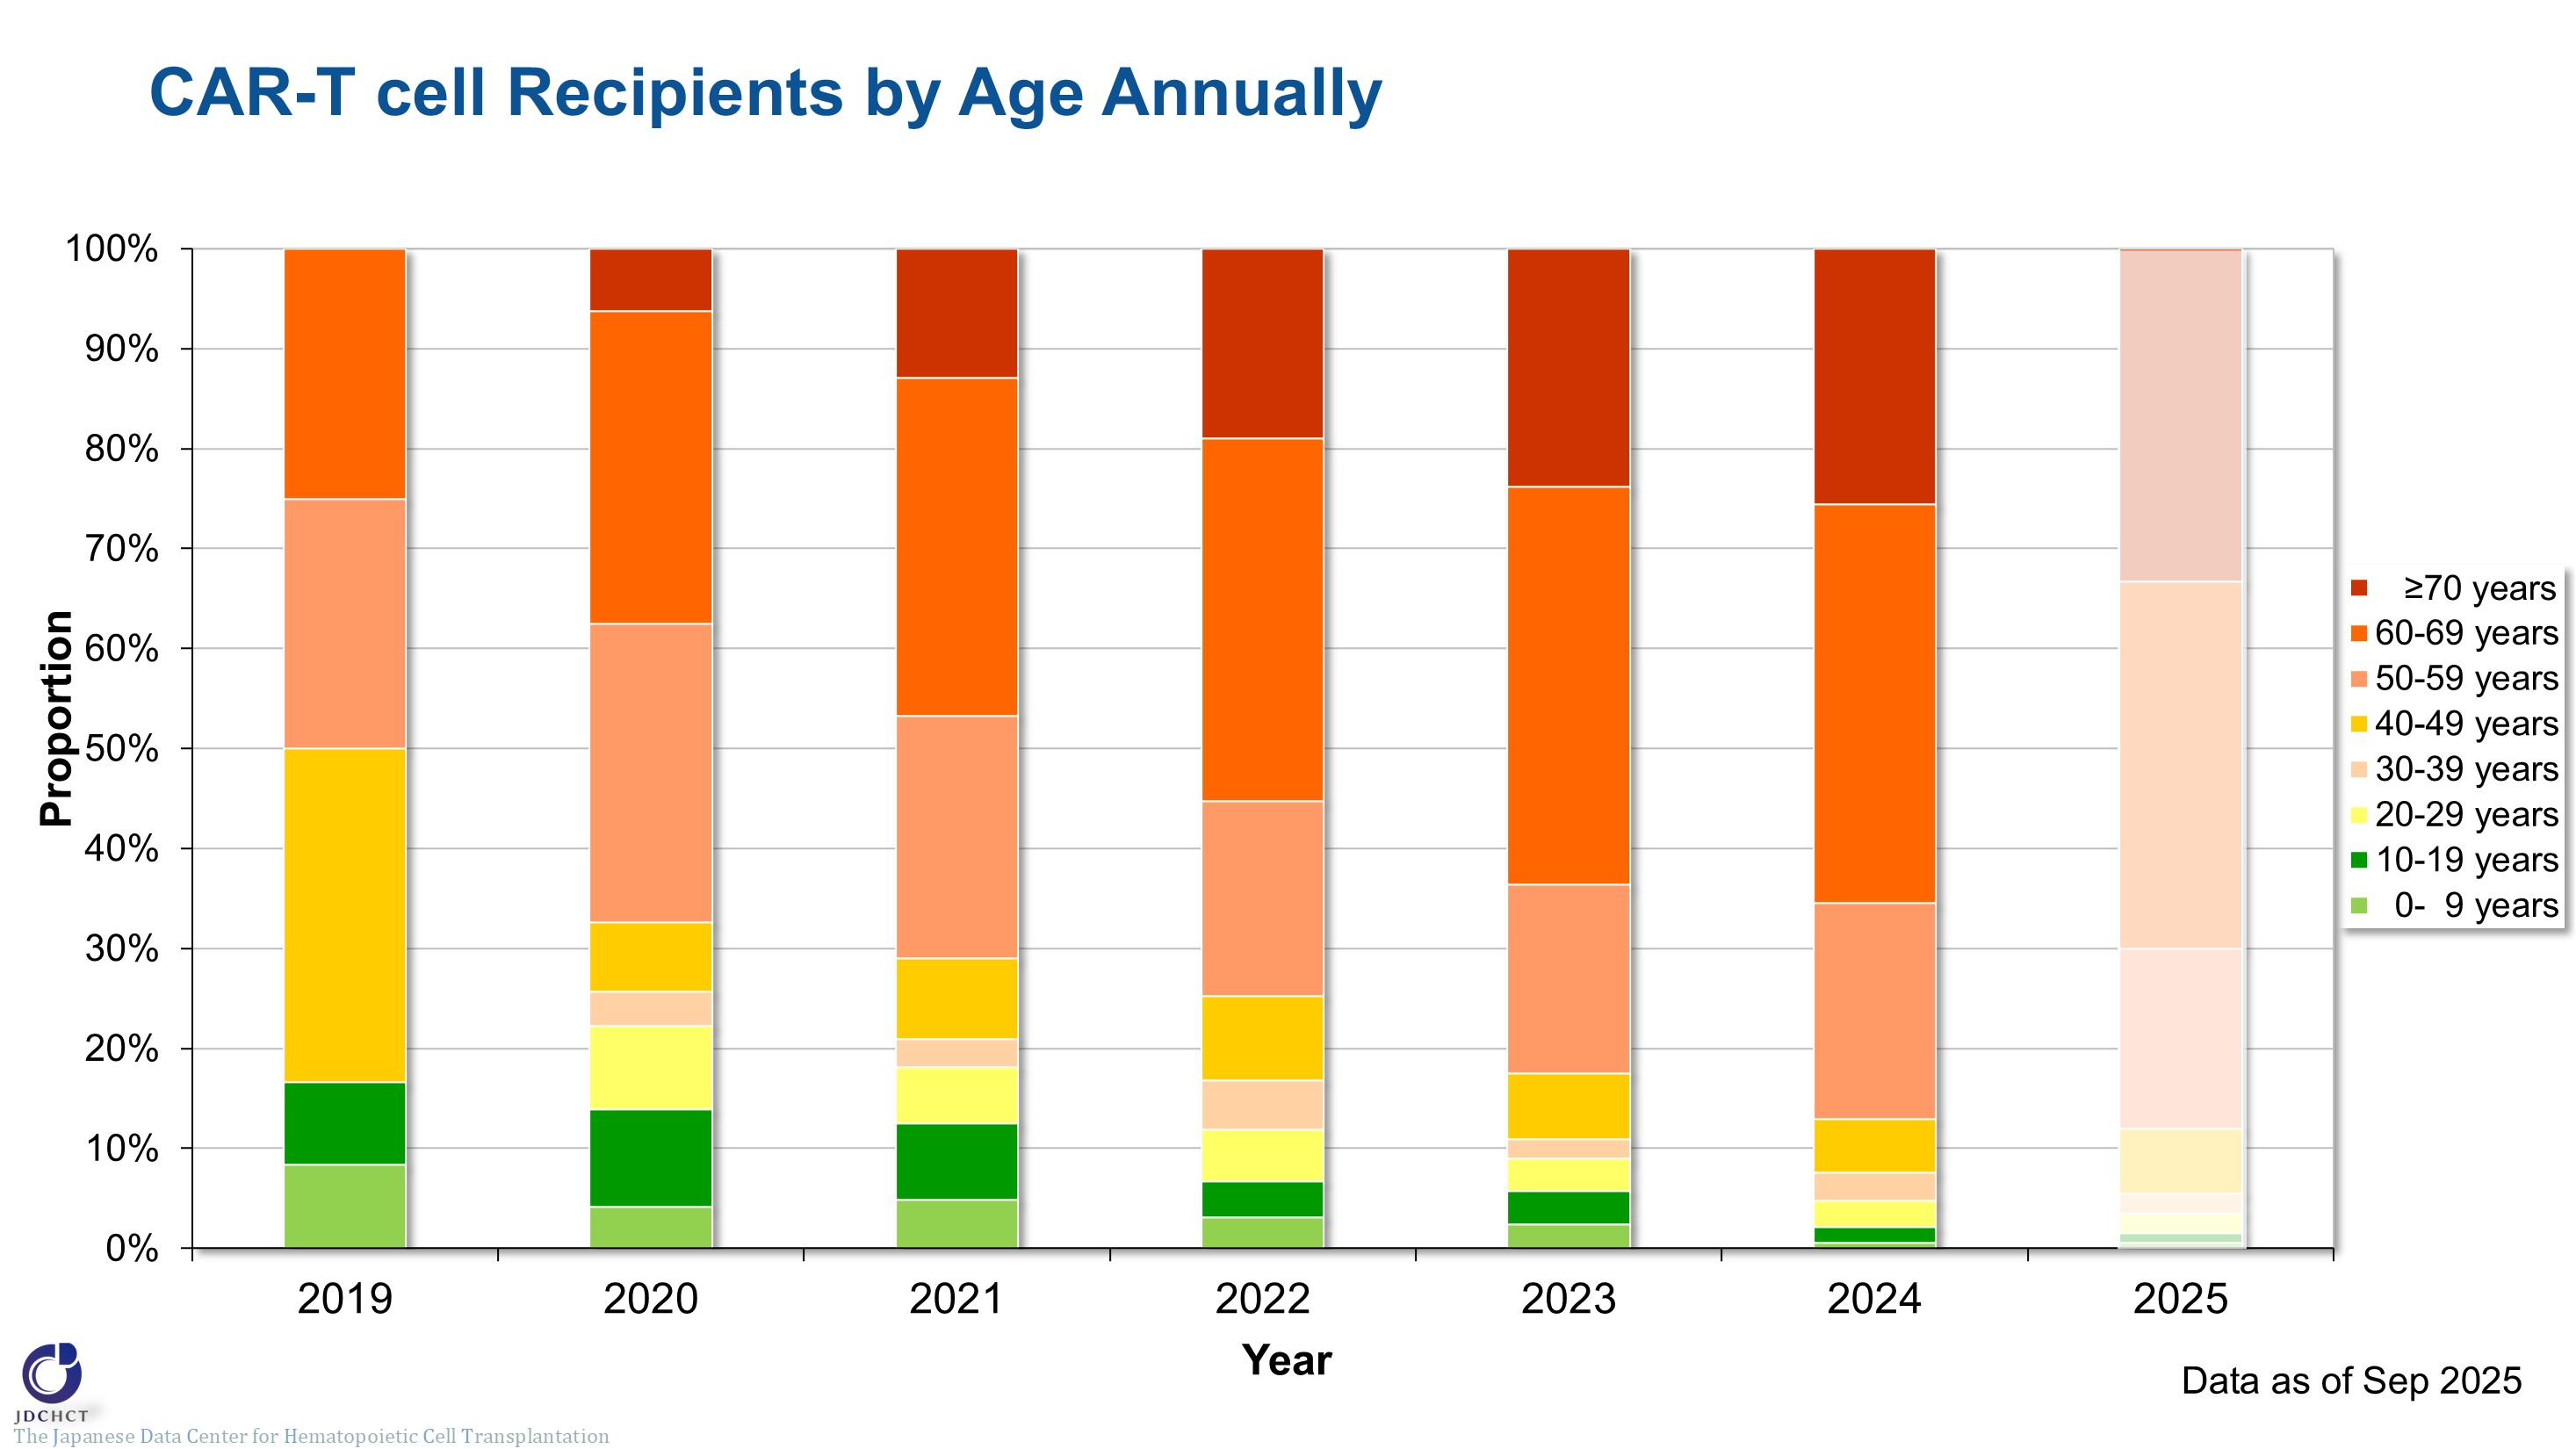 CAR-T cell Recipients by Age Annually
100%
90%
80%
70%
60%
50%
40%
30%
20%
10%
0%
Proportion
2019 2020 2021 2022 2023 2024 2025
Year
≥70 years
60-69 years
50-59 years
40-49 years
30-39 years
20-29 years
10-19 years
0- 9 years
Data as of Sep 2025
JDCHCT
The Japanese Data Center for Hematopoietic Cell Transplantation